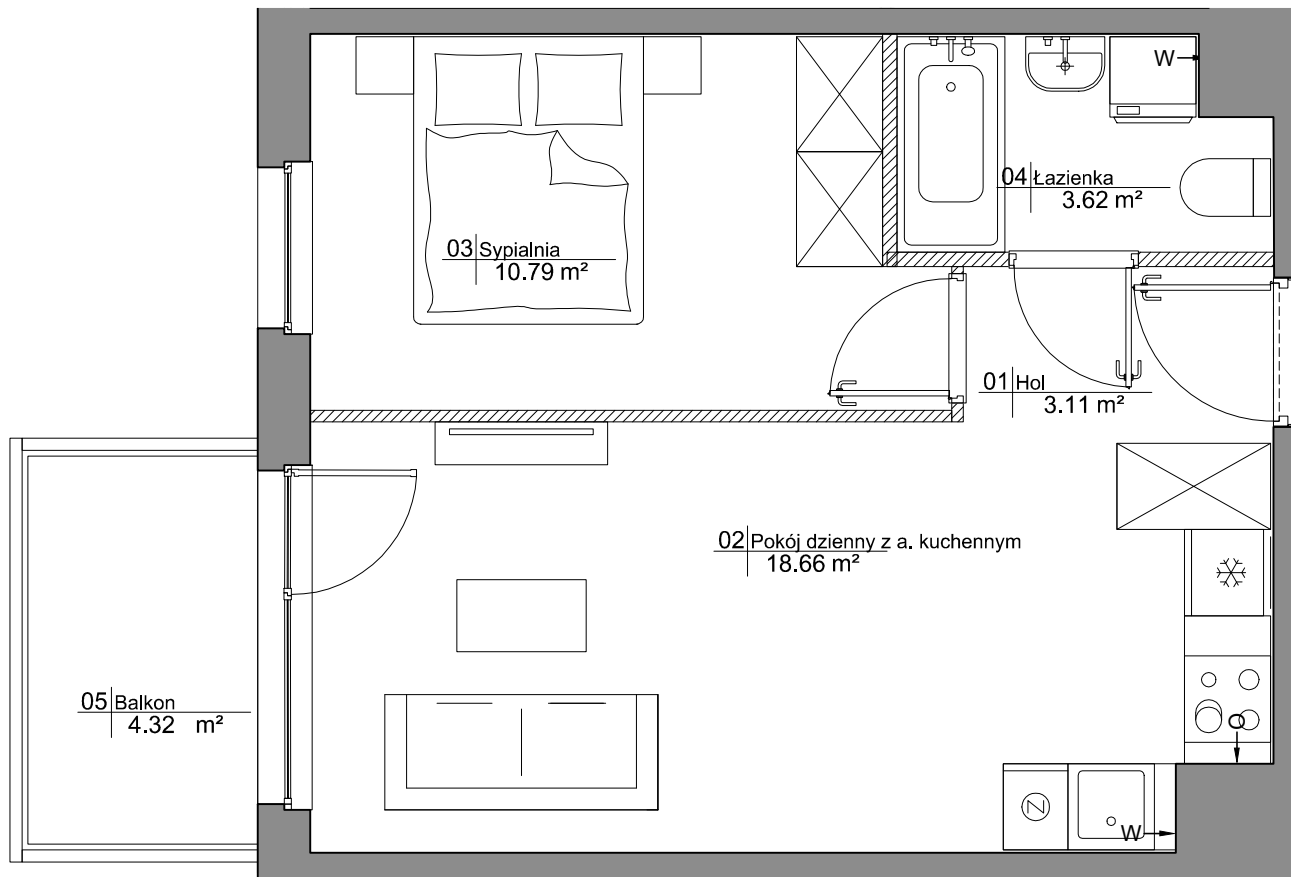 W
04 Łazienka
3.62 m²
03 Sypialnia
10.79 m²
01 Hol
3.11 m²
02 Pokój dzienny z a. kuchennym
18.66 m²
05 Balkon
4.32 m²
Z
W